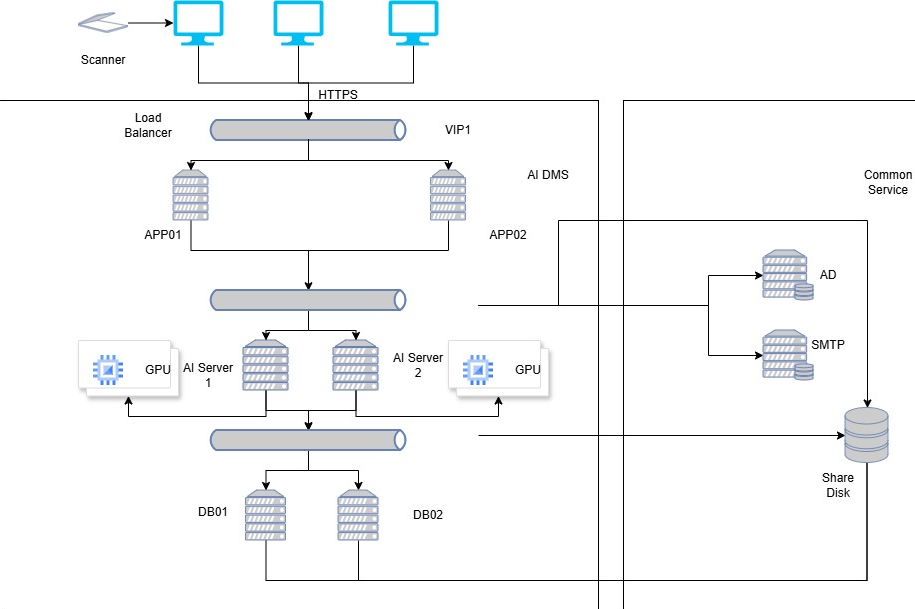 Scanner
HTTPS
Load
Balancer
VIP1
AI DMS
Common
Service
APP01
APP02
AD
SMTP
GPU
AI Server
1
AI Server
2
GPU
Share
Disk
DB01
DB02